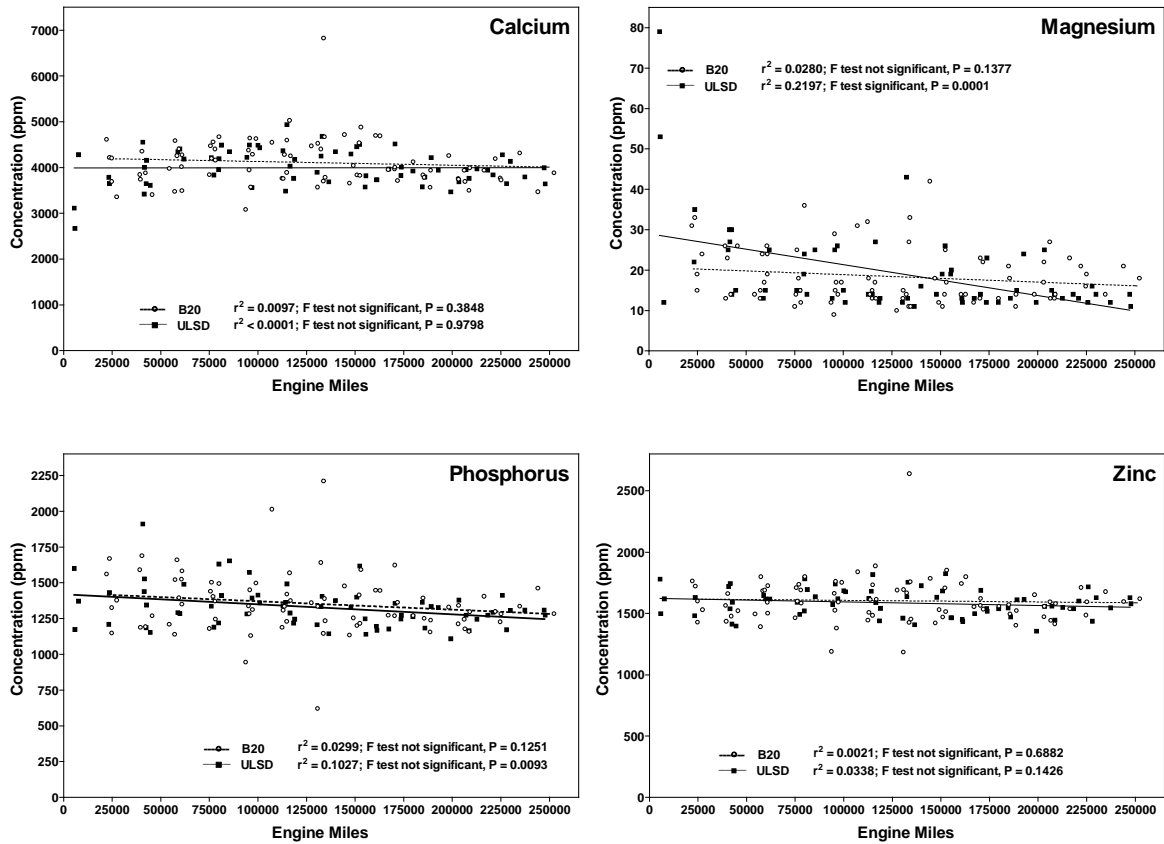 Calcium
7000
6000
5000
4000
3000
2000
1000
0
Concentration (ppm)
B20 r² = 0.0097; F test not significant, P = 0.3848
ULSD r² < 0.0001; F test not significant, P = 0.9798
0 25000 50000 75000 100000 125000 150000 175000 200000 225000 250000
Engine Miles
Magnesium
80
70
60
50
40
30
20
10
0
Concentration (ppm)
B20 r² = 0.0280; F test not significant, P = 0.1377
ULSD r² = 0.2197; F test significant, P = 0.0001
0 25000 50000 75000 100000 125000 150000 175000 200000 225000 250000
Engine Miles
Phosphorus
2250
2000
1750
1500
1250
1000
750
500
250
0
Concentration (ppm)
B20 r² = 0.0299; F test not significant, P = 0.1251
ULSD r² = 0.1027; F test not significant, P = 0.0093
0 25000 50000 75000 100000 125000 150000 175000 200000 225000 250000
Engine Miles
Zinc
2500
2000
1500
1000
500
0
Concentration (ppm)
B20 r² = 0.0021; F test not significant, P = 0.6882
ULSD r² = 0.0338; F test not significant, P = 0.1426
0 25000 50000 75000 100000 125000 150000 175000 200000 225000 250000
Engine Miles